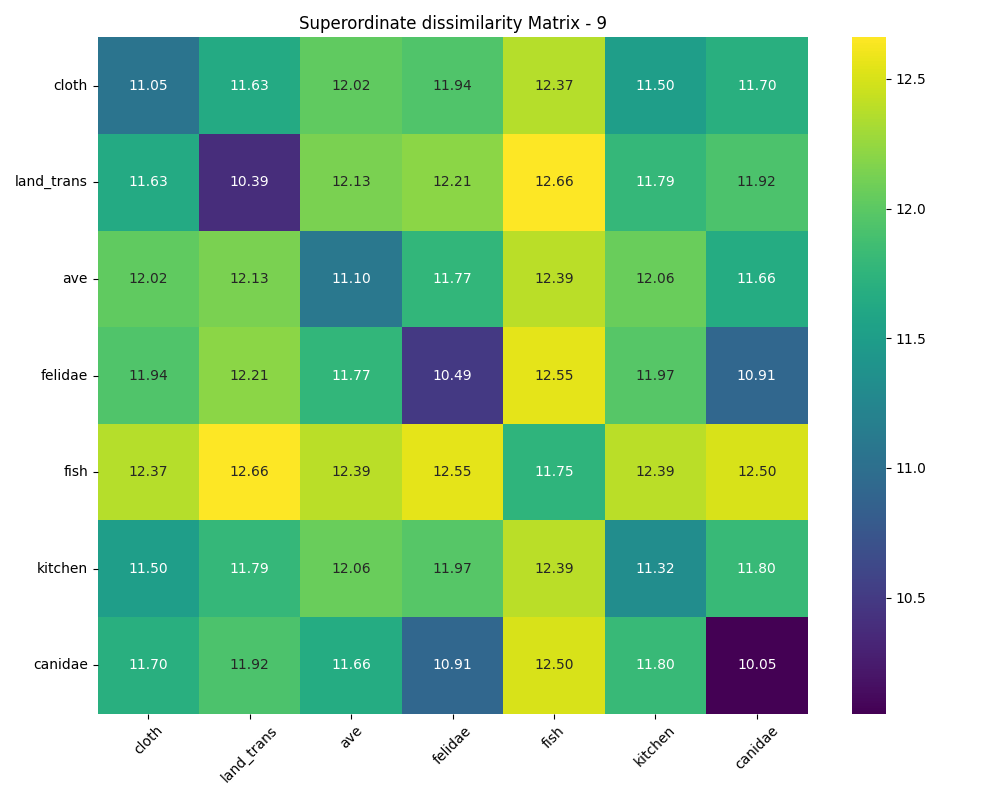 Superordinate dissimilarity Matrix - 9
cloth 11.05 11.63 12.02 11.94 12.37 11.50 11.70
land_trans 11.63 10.39 12.13 12.21 12.66 11.79 11.92
ave 12.02 12.13 11.10 11.77 12.39 12.06 11.66
felidae 11.94 12.21 11.77 10.49 12.55 11.97 10.91
fish 12.37 12.66 12.39 12.55 11.75 12.39 12.50
kitchen 11.50 11.79 12.06 11.97 12.39 11.32 11.80
canidae 11.70 11.92 11.66 10.91 12.50 11.80 10.05
cloth land_trans ave felidae fish kitchen canidae
12.5
12.0
11.5
11.0
10.5